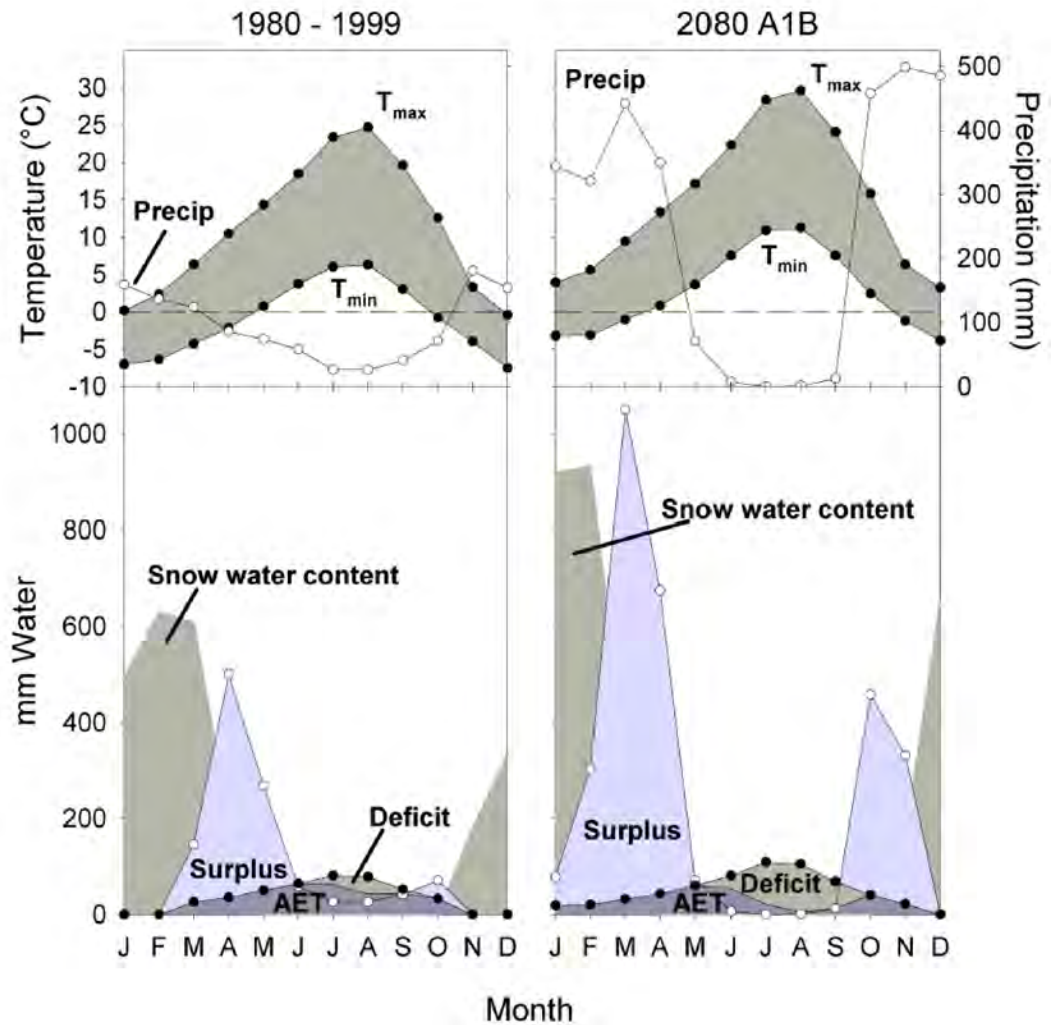 1980 - 1999
2080 A1B
Temperature (°C)
30
25
20
15
10
5
0
-5
-10
Precip
Tmax
Tmin
Precip
Tmax
Tmin
500
400
300
200
100
0
Precipitation (mm)
mm Water
1000
800
600
400
200
0
Snow water content
Surplus
Deficit
AET
Snow water content
Surplus
Deficit
AET
J F M A M J J A S O N D
J F M A M J J A S O N D
Month